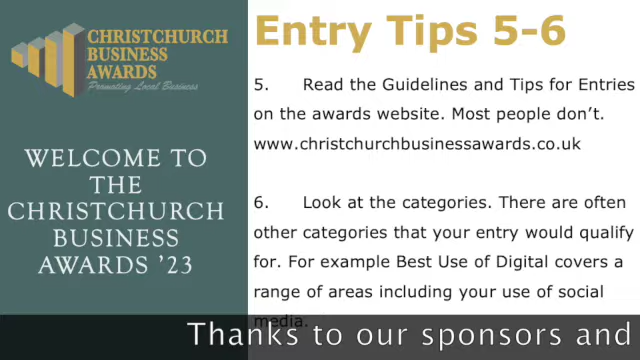 CHRISTCHURCH
BUSINESS
AWARDS
Promoting Local Business
WELCOME TO
THE
CHRISTCHURCH
BUSINESS
AWARDS ’23
Entry Tips 5-6
5. Read the Guidelines and Tips for Entries
on the awards website. Most people don’t.
www.christchurchbusinessawards.co.uk
6. Look at the categories. There are often
other categories that your entry would qualify
for. For example Best Use of Digital covers a
range of areas including your use of social
media.
Thanks to our sponsors and